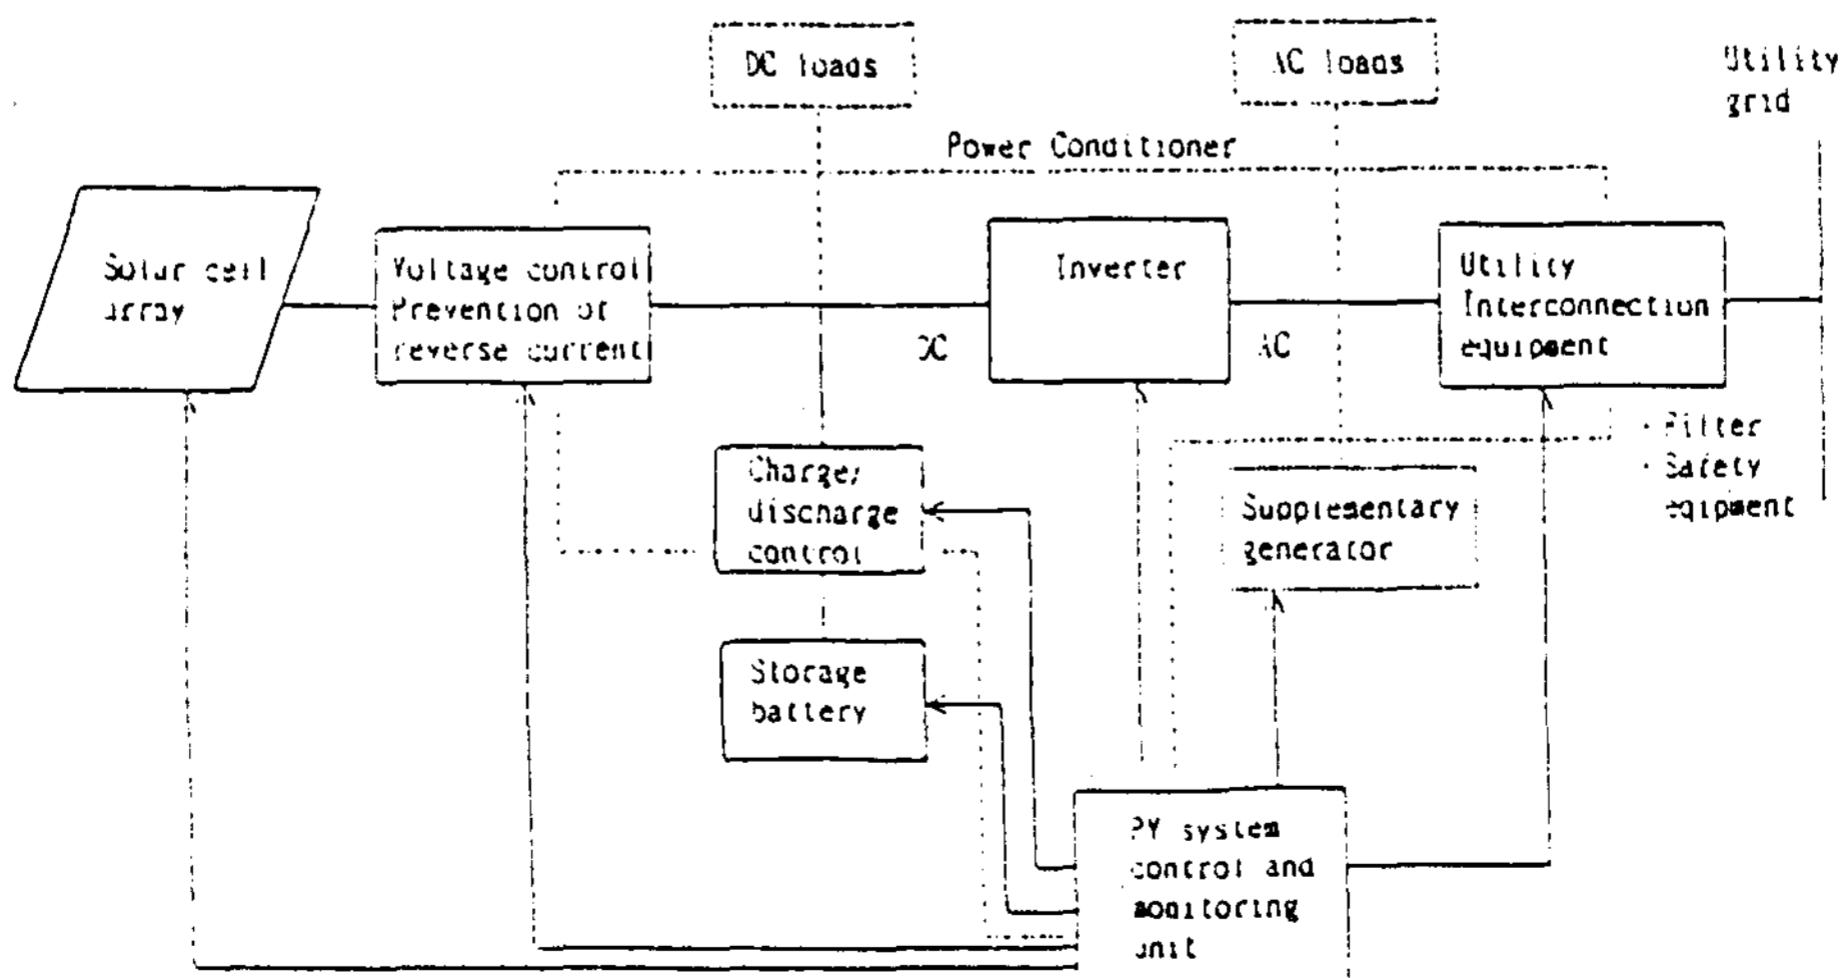 DC loads
AC loads
Utility
grid
Power Conditioner
Solar cell
array
Voltage control
Prevention of
reverse current
Inverter
Utility
Interconnection
equipment
DC
AC
· Filter
· Safety
eqipment
Charge/
discharge
control
Supplementary
generator
Storage
battery
PV system
control and
monitoring
unit